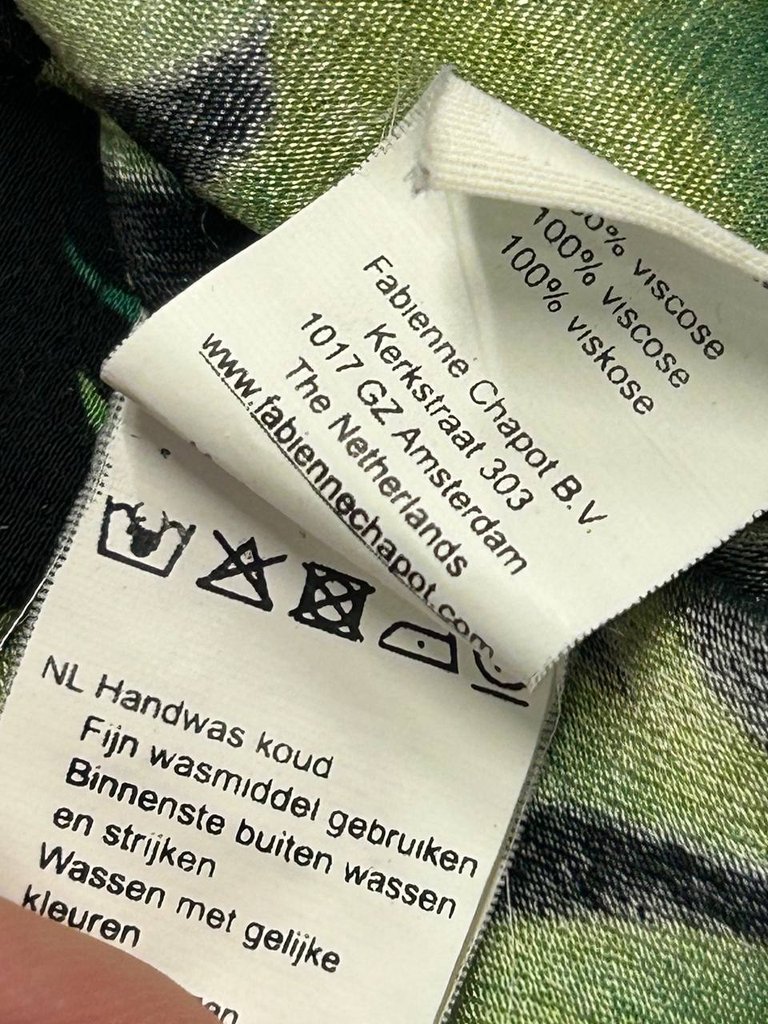 100% viscose
100% viskose
Fabienne Chapot B.V.
Kerkstraat 303
1017 GZ Amsterdam
The Netherlands
www.fabiennechapot.com
NL Handwas koud
Fijn wasmiddel gebruiken
Binnenste buiten wassen
en strijken
Wassen met gelijke
kleuren